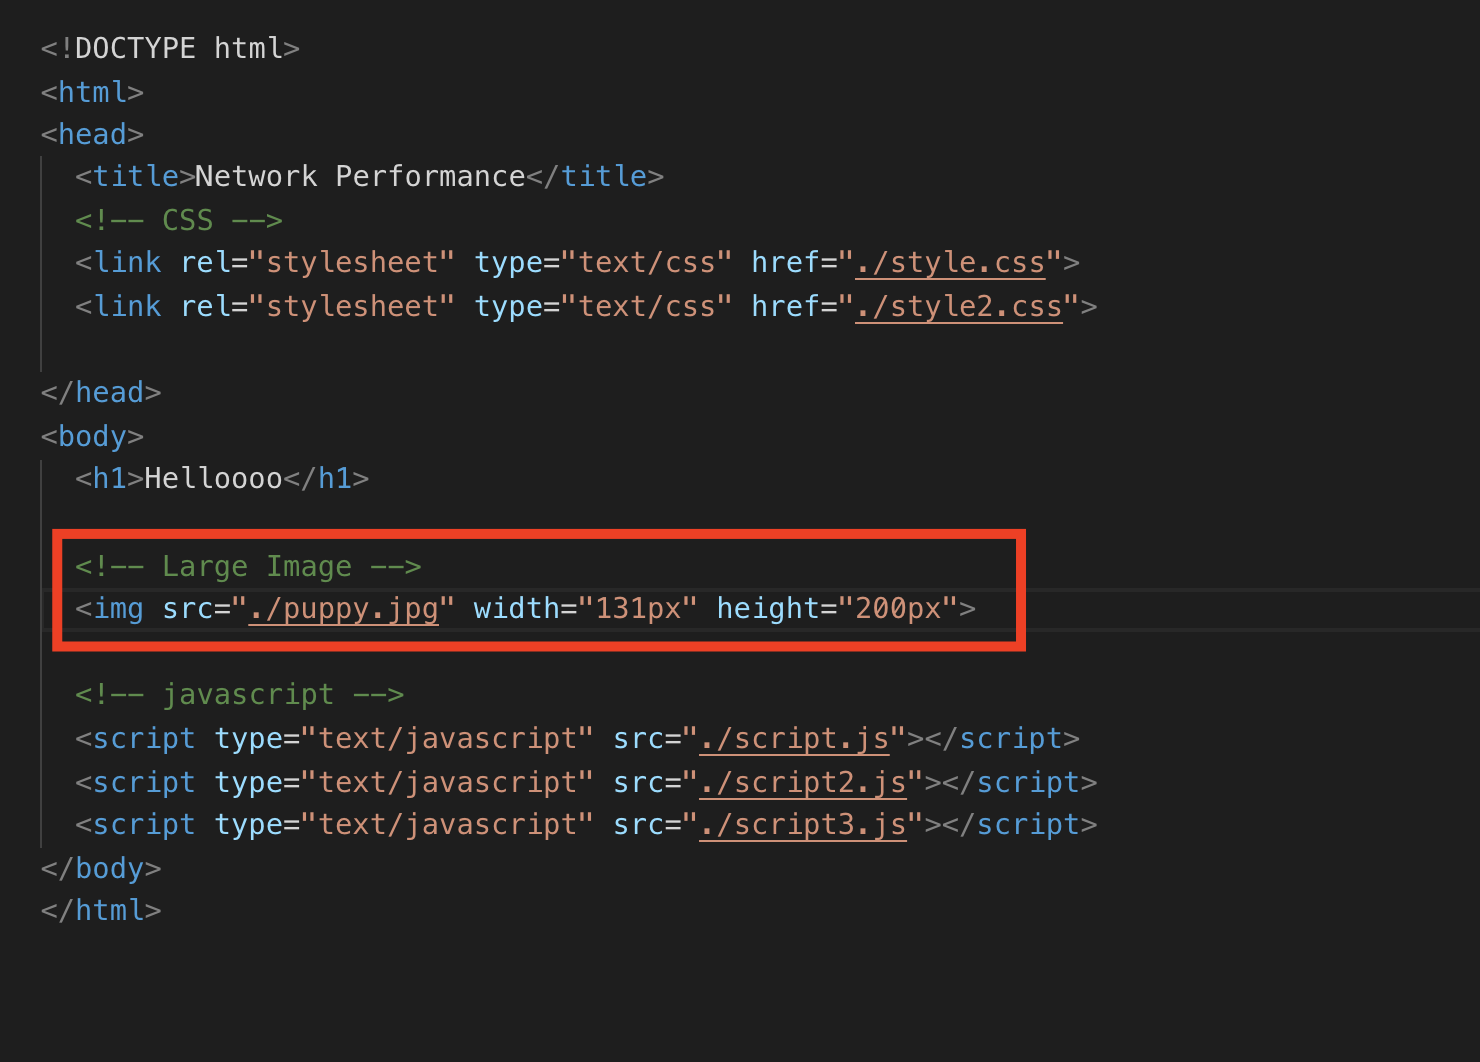 <!DOCTYPE html>
<html>
<head>
  <title>Network Performance</title>
  <!-- CSS -->
  <link rel="stylesheet" type="text/css" href="./style.css">
  <link rel="stylesheet" type="text/css" href="./style2.css">
</head>
<body>
  <h1>Helloooo</h1>
  <!-- Large Image -->
  <img src="./puppy.jpg" width="131px" height="200px">
  <!-- javascript -->
  <script type="text/javascript" src="./script.js"></script>
  <script type="text/javascript" src="./script2.js"></script>
  <script type="text/javascript" src="./script3.js"></script>
</body>
</html>